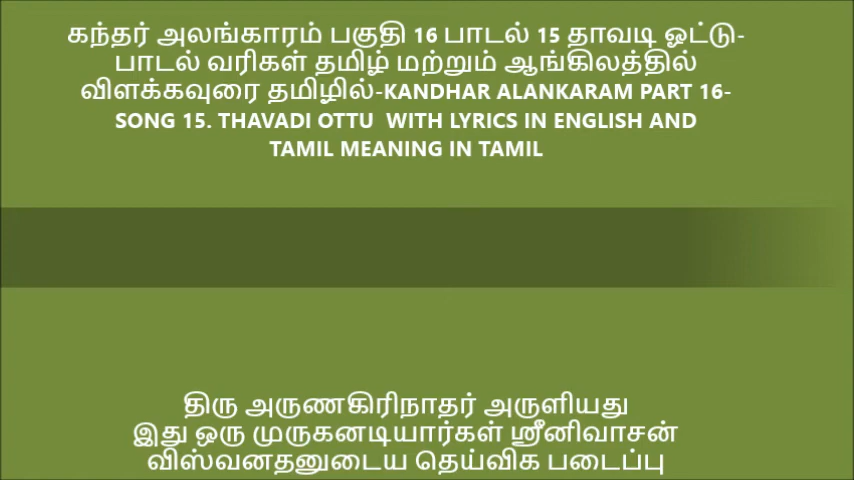 கந்தர் அலங்காரம் பகுதி 16 பாடல் 15 தாவடி ஓட்டு-
பாடல் வரிகள் தமிழ் மற்றும் ஆங்கிலத்தில்
விளக்கவுரை தமிழில்-KANDHAR ALANKARAM PART 16-
SONG 15. THAVADI OTTU WITH LYRICS IN ENGLISH AND
TAMIL MEANING IN TAMIL
திரு அருணகிரிநாதர் அருளியது
இது ஒரு முருகனடியார்கள் ஸ்ரீனிவாசன்
விஸ்வனதனுடைய தெய்விக படைப்பு